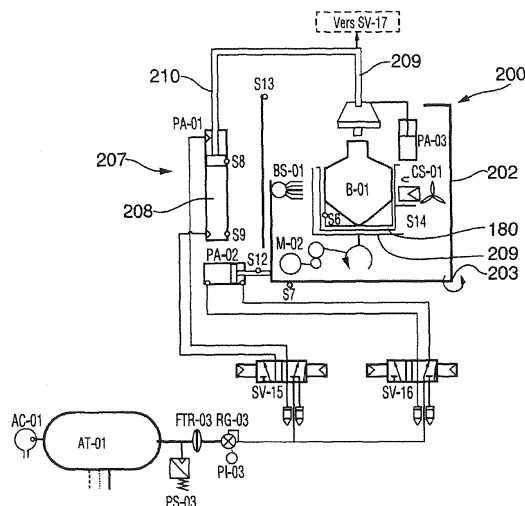 Vers SV-17
210
209
200
S13
PA-01
PA-03
207
S8
BS-01
CS-01
202
B-01
208
S6
S14
S9
180
M-02
209
PA-02
S12
203
S7
SV-15
SV-16
AC-01
FTR-03 RG-03
AT-01
PI-03
PS-03